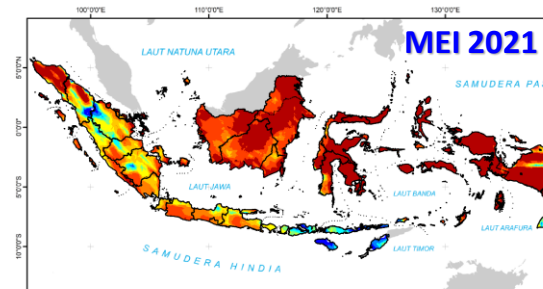 100°0'0"E 110°0'0"E 120°0'0"E 130°0'0"E
MEI 2021
LAUT NATUNA UTARA
5°0'0"N
SAMUDERA PA
0°0'0"
LAUT JAWA
LAUT BANDA
5°0'0"S
LAUT ARAFURA
LAUT TIMOR
10°0'0"S
SAMUDERA HINDIA